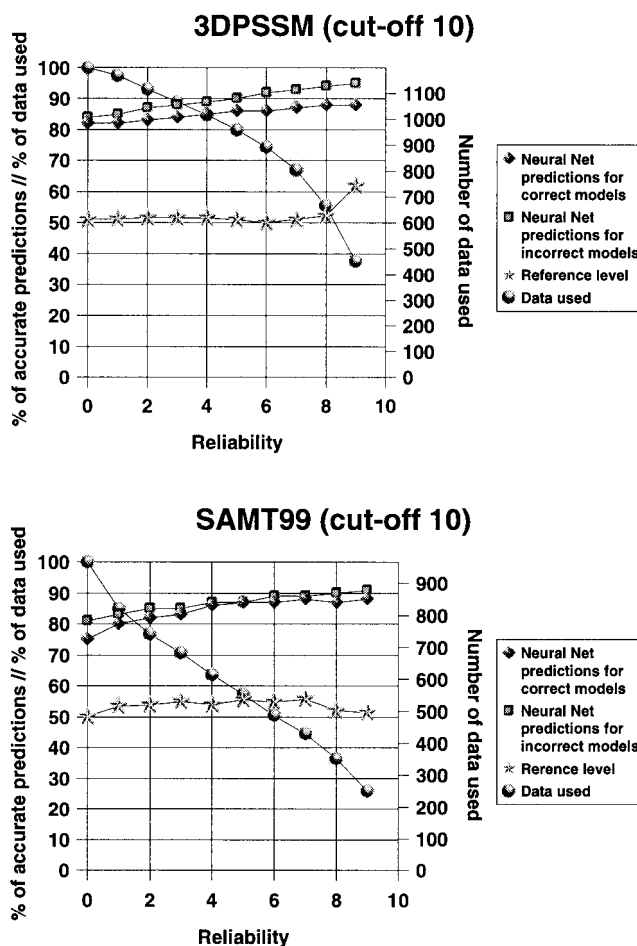 3DPSSM (cut-off 10)
% of accurate predictions // % of data used
100
90
80
70
60
50
40
30
20
10
0
1100
1000
900
800
700
600
500
400
300
200
100
0
Number of data used
0 2 4 6 8 10
Reliability
Neural Net
predictions for
correct models
Neural Net
predictions for
incorrect models
Reference level
Data used
SAMT99 (cut-off 10)
% of accurate predictions // % of data used
100
90
80
70
60
50
40
30
20
10
0
900
800
700
600
500
400
300
200
100
0
Number of data used
0 2 4 6 8 10
Reliability
Neural Net
predictions for
correct models
Neural Net
predictions for
incorrect models
Rerence level
Data used